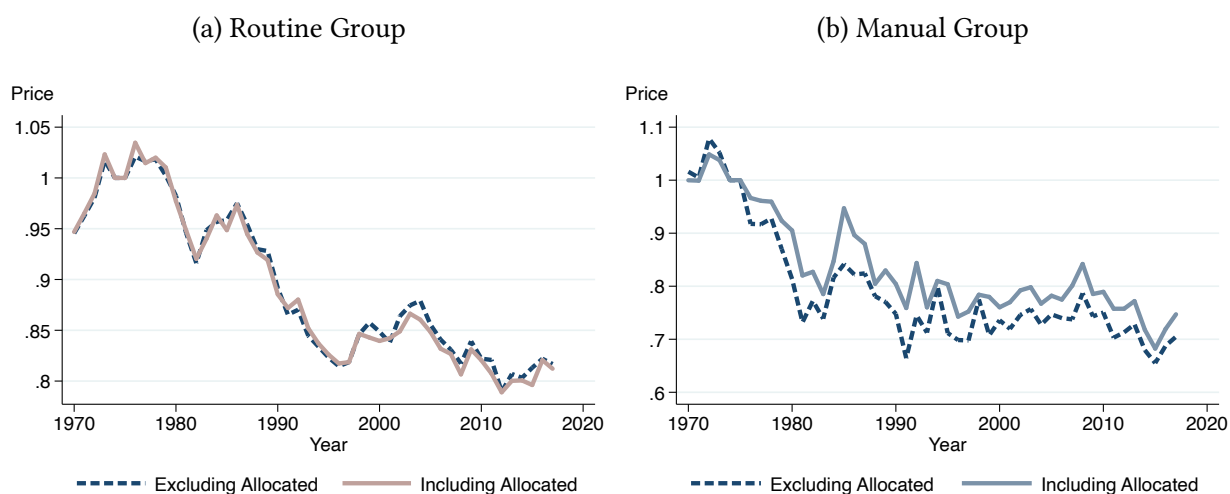 (a) Routine Group
Price
1.05
1
.95
.9
.85
.8
1970 1980 1990 2000 2010 2020
Year
Excluding Allocated Including Allocated
(b) Manual Group
Price
1.1
1
.9
.8
.7
.6
1970 1980 1990 2000 2010 2020
Year
Excluding Allocated Including Allocated